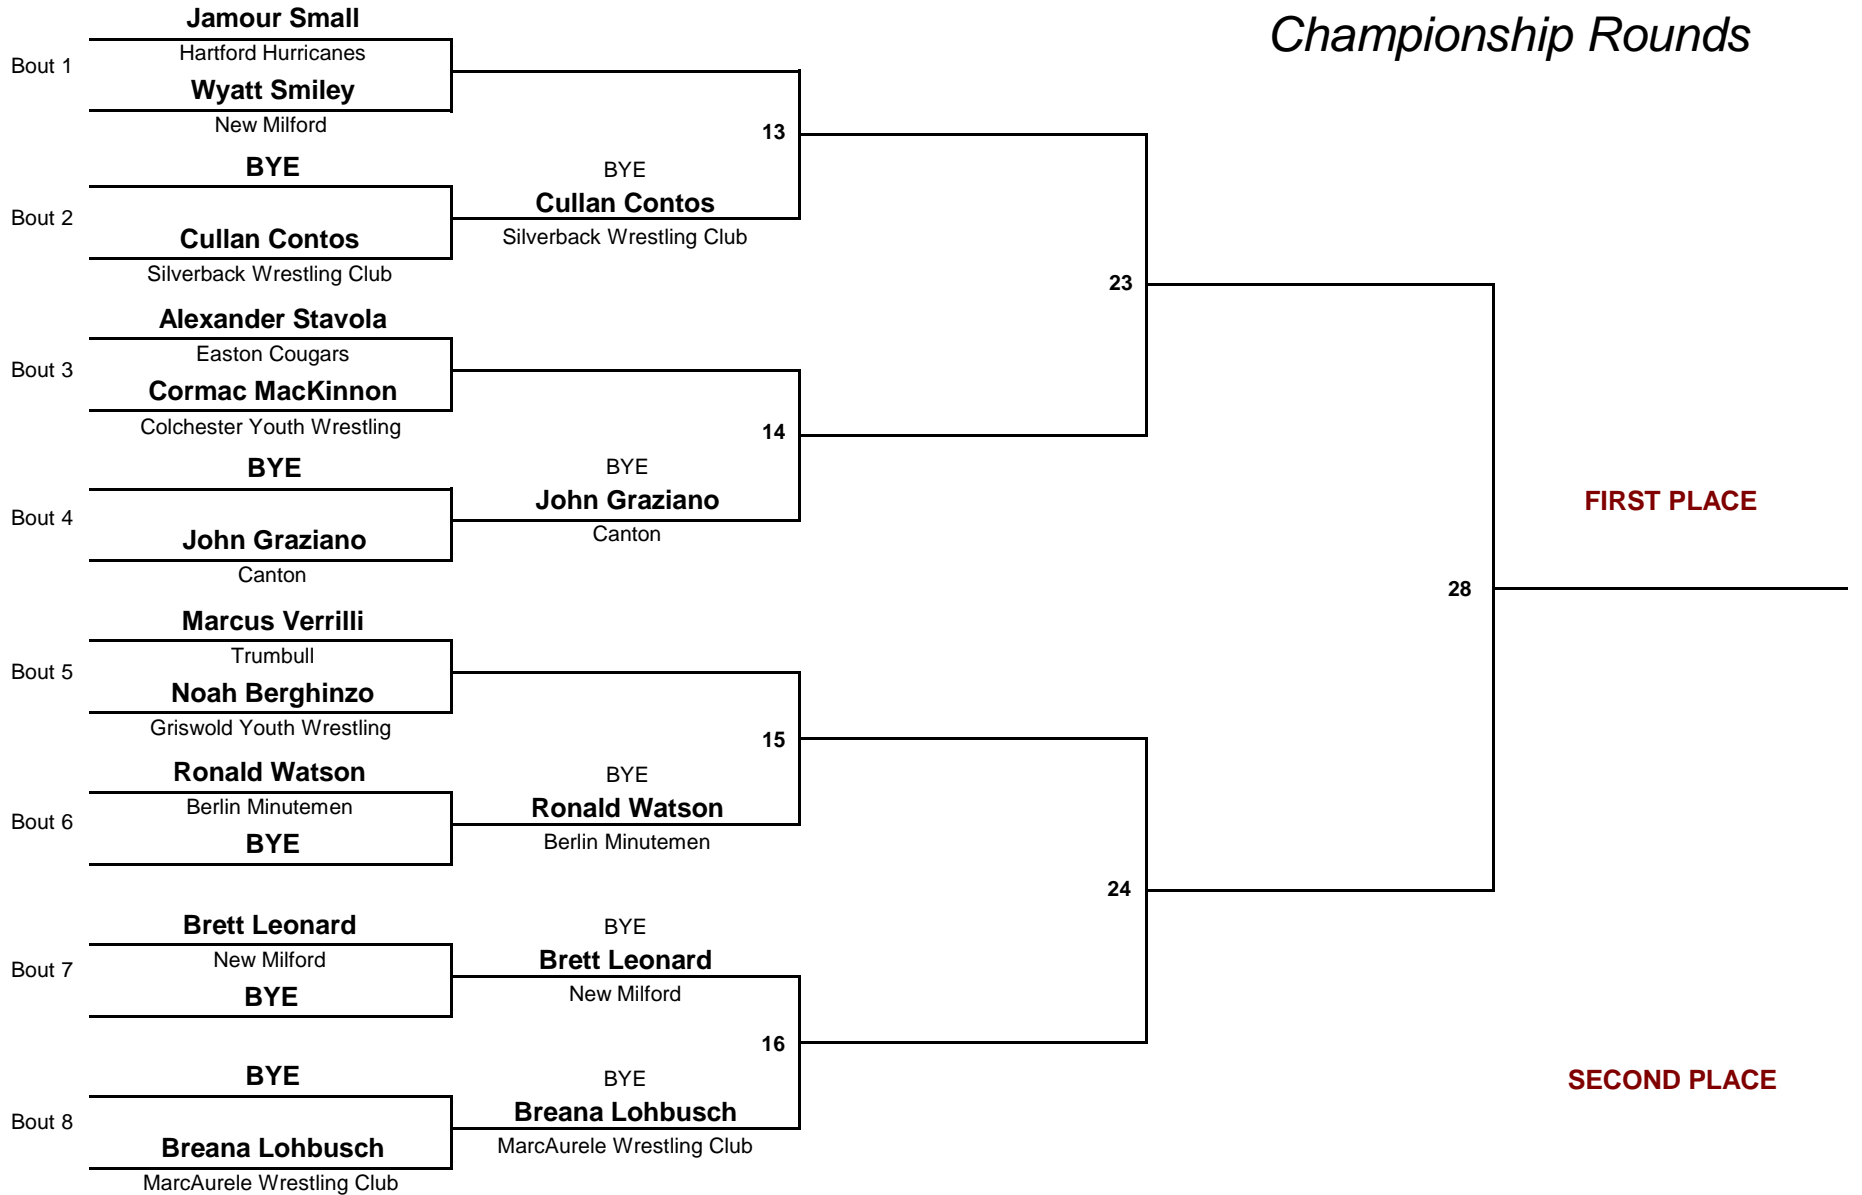 Championship Rounds
Jamour Small
Bout 1
Hartford Hurricanes
Wyatt Smiley
New Milford
13
BYE
BYE
Cullan Contos
Bout 2
Cullan Contos
Silverback Wrestling Club
Silverback Wrestling Club
23
Alexander Stavola
Bout 3
Easton Cougars
Cormac MacKinnon
Colchester Youth Wrestling
14
BYE
BYE
John Graziano
Bout 4
John Graziano
Canton
Canton
FIRST PLACE
28
Marcus Verrilli
Bout 5
Trumbull
Noah Berghinzo
Griswold Youth Wrestling
15
Ronald Watson
BYE
Bout 6
Berlin Minutemen
Ronald Watson
BYE
Berlin Minutemen
24
Brett Leonard
BYE
Bout 7
New Milford
Brett Leonard
BYE
New Milford
16
BYE
BYE
SECOND PLACE
Bout 8
Breana Lohbusch
Breana Lohbusch
MarcAurele Wrestling Club
MarcAurele Wrestling Club